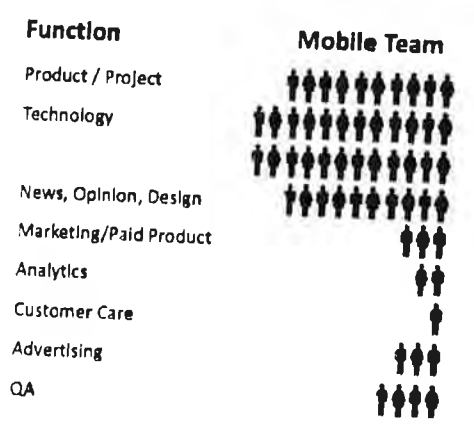 Function
Mobile Team
Product / Project
Technology
News, Opinion, Design
Marketing/Paid Product
Analytics
Customer Care
Advertising
QA